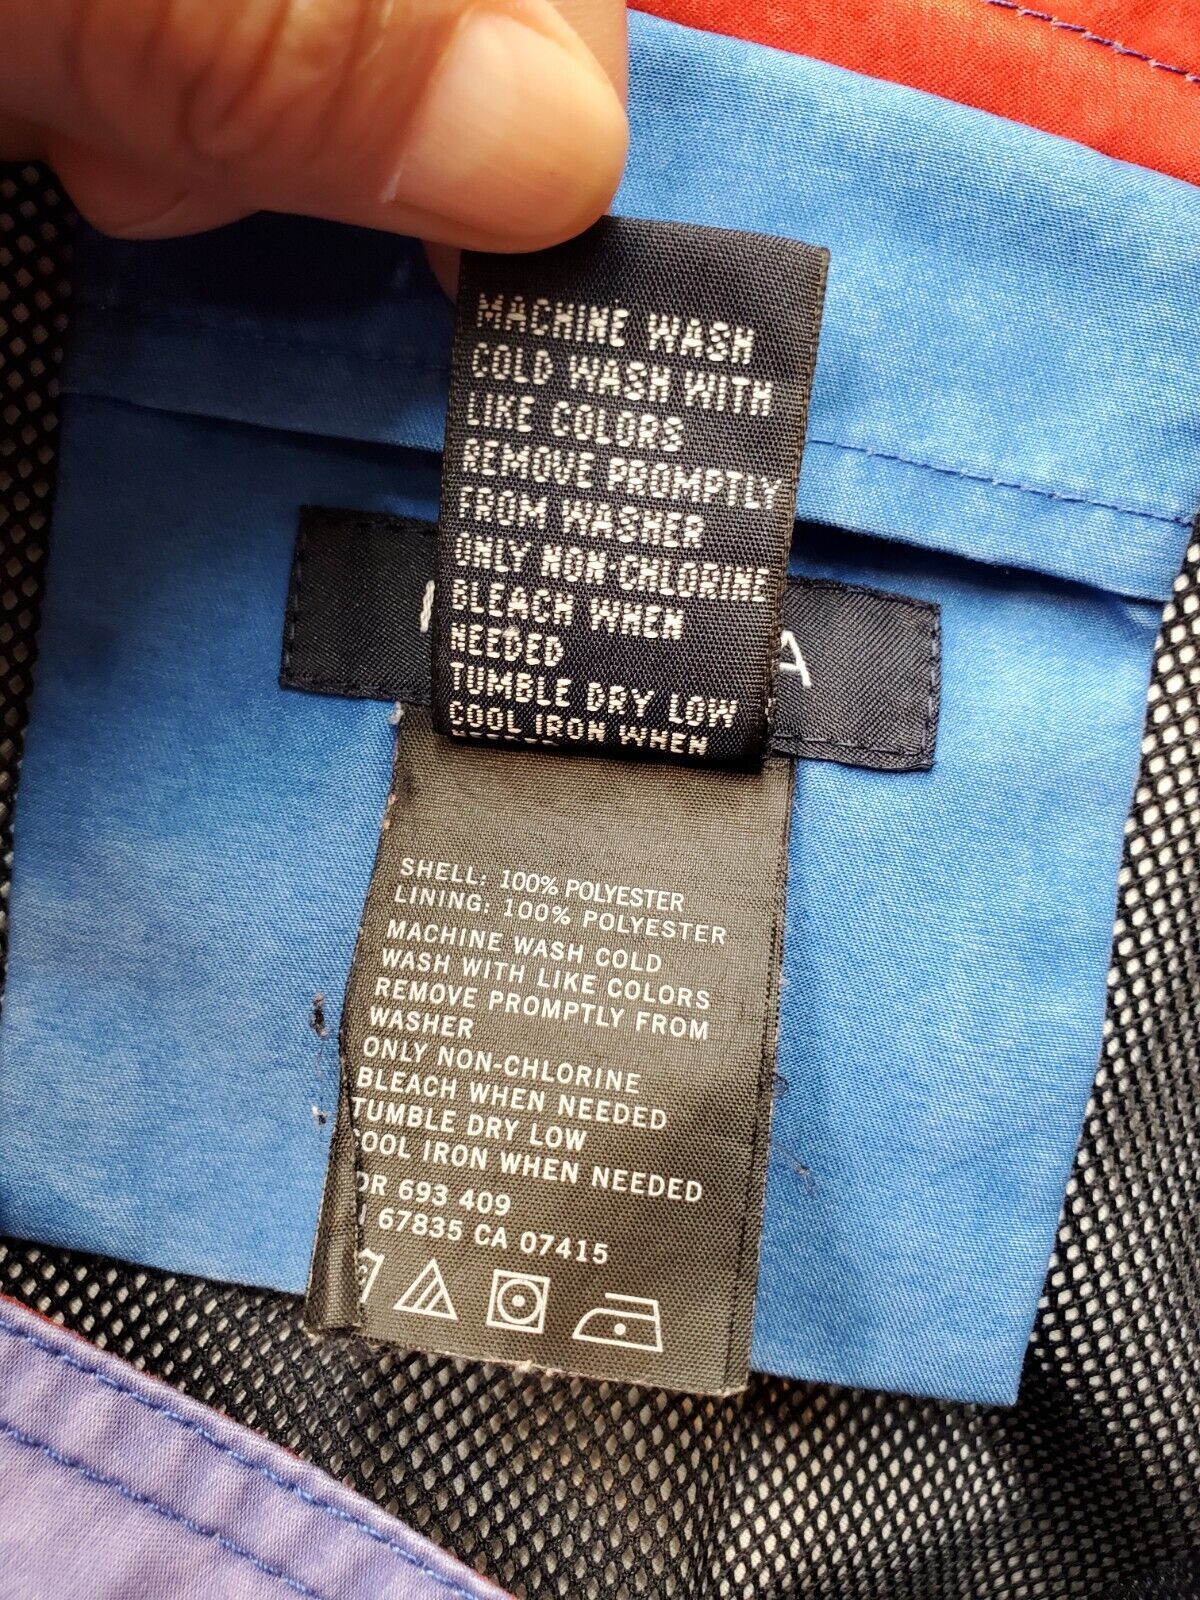 MACHINE WASH
COLD WASH WITH
LIKE COLORS
REMOVE PROMPTLY
FROM WASHER
ONLY NON-CHLORINE
BLEACH WHEN
NEEDED
TUMBLE DRY LOW
COOL IRON WHEN
A
SHELL: 100% POLYESTER
LINING: 100% POLYESTER
MACHINE WASH COLD
WASH WITH LIKE COLORS
REMOVE PROMPTLY FROM
WASHER
ONLY NON-CHLORINE
BLEACH WHEN NEEDED
TUMBLE DRY LOW
OOL IRON WHEN NEEDED
OR 693 409
67835 CA 07415